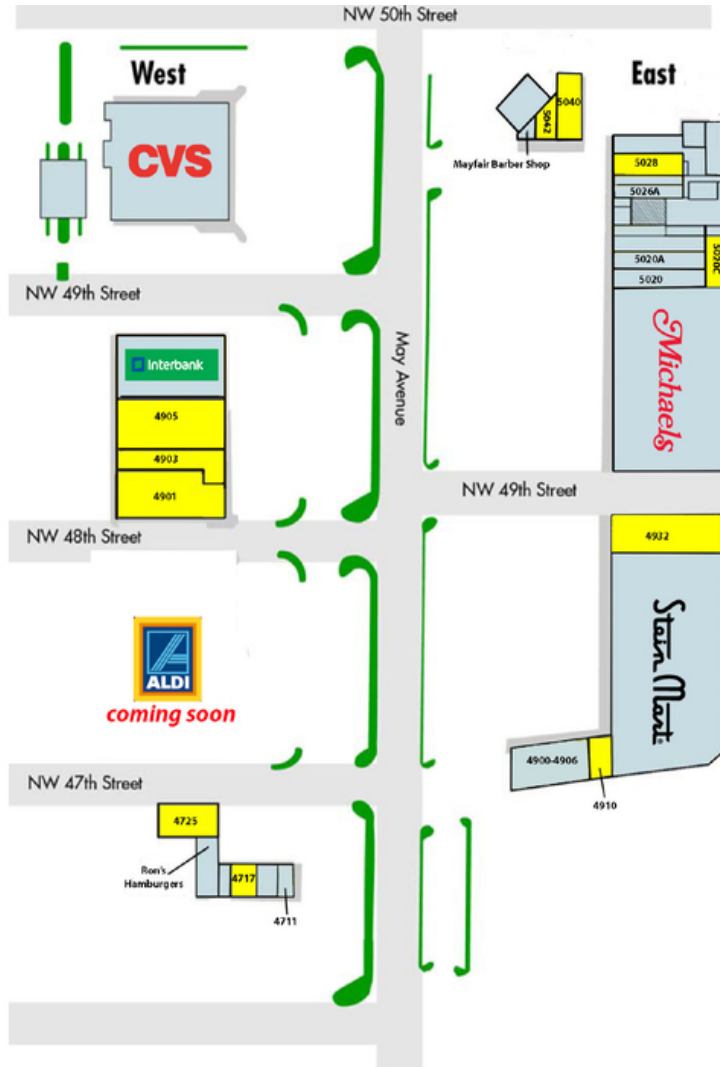 NW 50th Street
West
East
CVS
5040
5042
Mayfair Barber Shop
5028
5026A
5020A
5020C
5020
NW 49th Street
May Avenue
Interbank
Michaels
4905
4903
4901
NW 49th Street
NW 48th Street
4932
ALDI
coming soon
Stein Mart
4900-4906
4910
NW 47th Street
4725
Ron's
Hamburgers
4717
4711